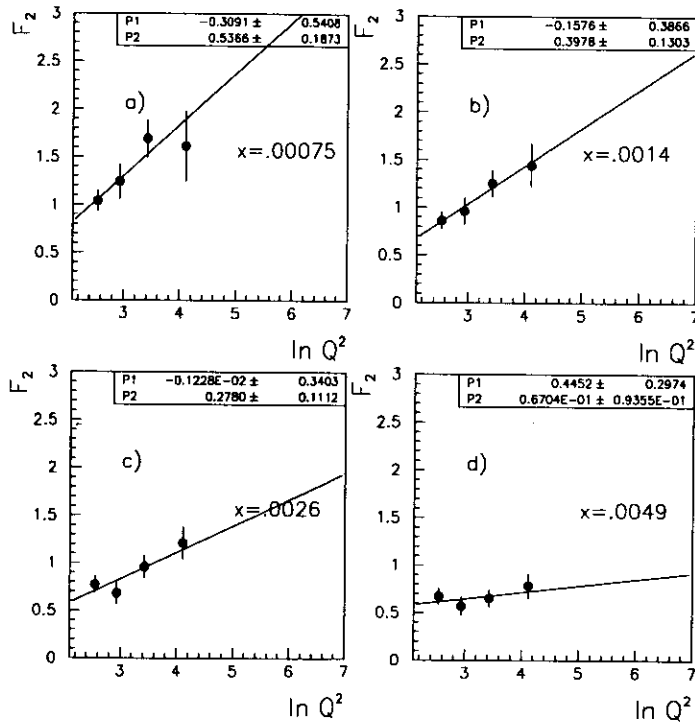 F₂
P1 -0.3091 ± 0.5408
P2 0.5366 ± 0.1873
a)
x=.00075
3
2.5
2
1.5
1
0.5
0
3 4 5 6 7
ln Q²
F₂
P1 -0.1576 ± 0.3866
P2 0.3978 ± 0.1303
b)
x=.0014
3
2.5
2
1.5
1
0.5
0
3 4 5 6 7
ln Q²
F₂
P1 -0.1228E-02 ± 0.3403
P2 0.2780 ± 0.1112
c)
x=.0026
3
2.5
2
1.5
1
0.5
0
3 4 5 6 7
ln Q²
F₂
P1 0.4452 ± 0.2974
P2 0.6704E-01 ± 0.9355E-01
d)
x=.0049
3
2.5
2
1.5
1
0.5
0
3 4 5 6 7
ln Q²